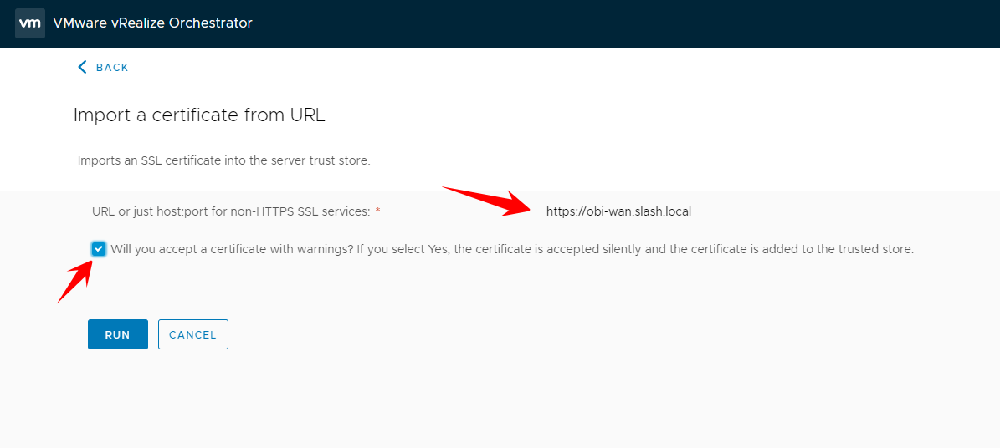 vm VMware vRealize Orchestrator
BACK
Import a certificate from URL
Imports an SSL certificate into the server trust store.
URL or just host:port for non-HTTPS SSL services: * https://obi-wan.slash.local
Will you accept a certificate with warnings? If you select Yes, the certificate is accepted silently and the certificate is added to the trusted store.
RUN CANCEL